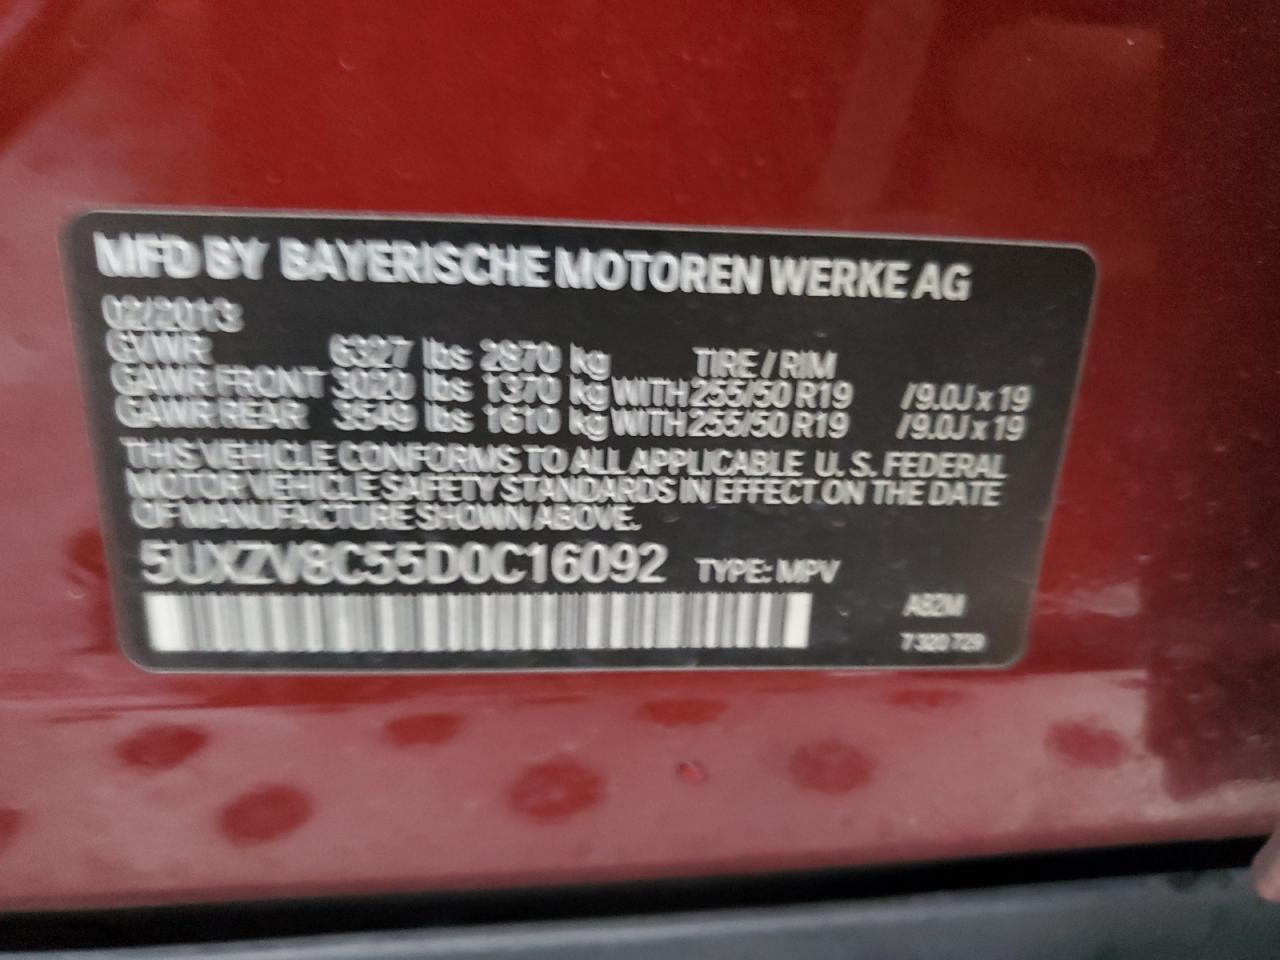 MFD BY BAYERISCHE MOTOREN WERKE AG
02/2013
GVWR 6327 lbs 2870 kg TIRE / RIM
GAWR FRONT 3020 lbs 1370 kg WITH 255/50 R19 / 9.0J x 19
GAWR REAR 3549 lbs 1610 kg WITH 255/50 R19 / 9.0J x 19
THIS VEHICLE CONFORMS TO ALL APPLICABLE U. S. FEDERAL
MOTOR VEHICLE SAFETY STANDARDS IN EFFECT ON THE DATE
OF MANUFACTURE SHOWN ABOVE.
5UXZV8C55D0C16092 TYPE: MPV
A82M
7 320 729